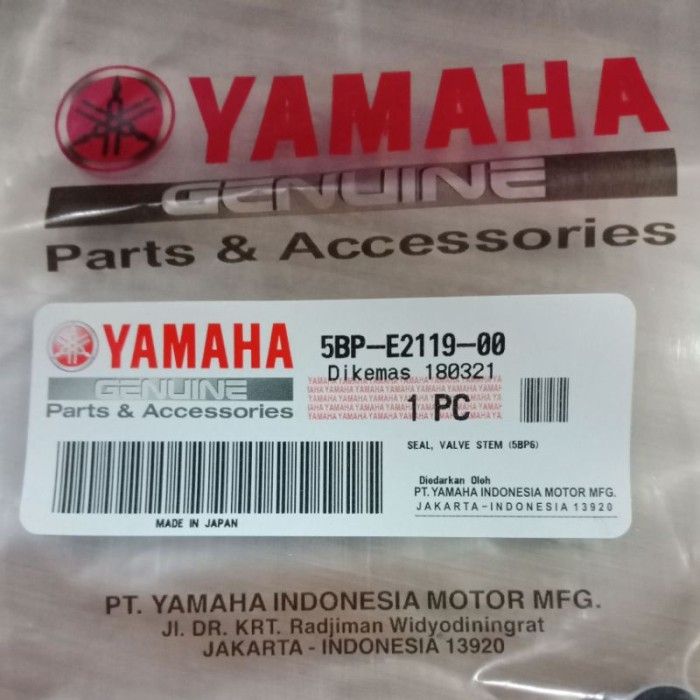 YAMAHA
GENUINE
Parts & Accessories
YAMAHA
GENUINE
Parts & Accessories
5BP-E2119-00
Dikemas 180321
1 PC
SEAL, VALVE STEM (5BP6)
MADE IN JAPAN
Diedarkan Oleh
PT. YAMAHA INDONESIA MOTOR MFG.
JAKARTA-INDONESIA 13920
PT. YAMAHA INDONESIA MOTOR MFG.
Jl. DR. KRT. Radjiman Widyodiningrat
JAKARTA - INDONESIA 13920